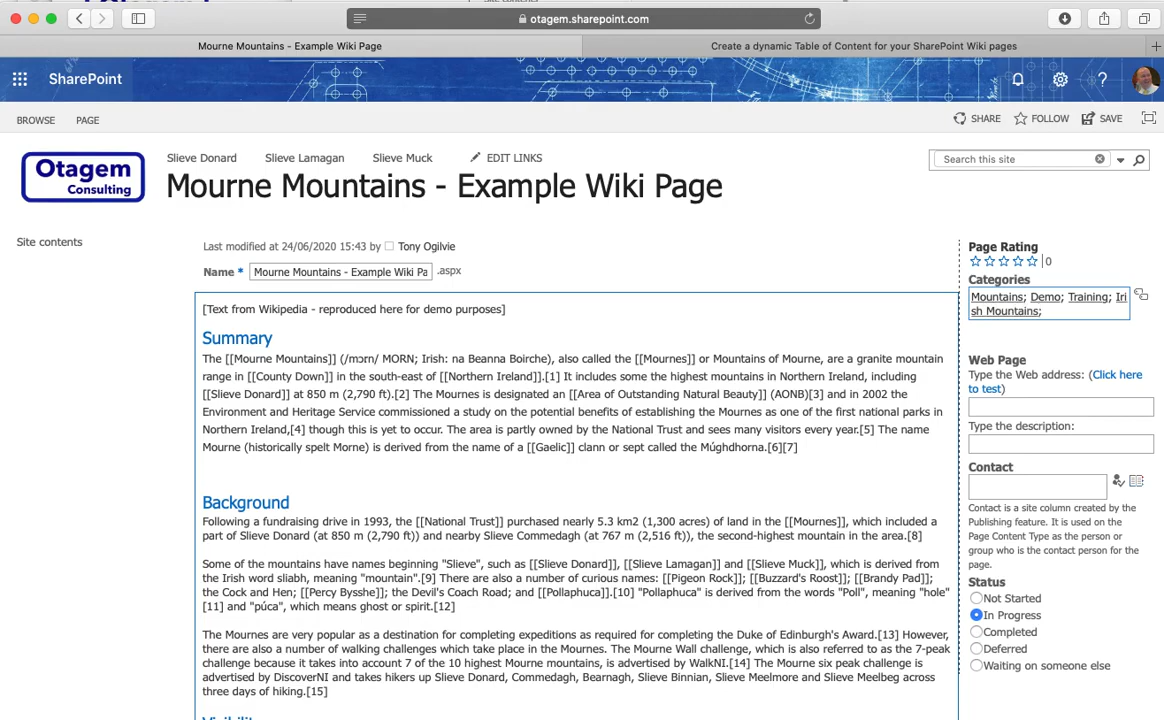 otagem.sharepoint.com
Mourne Mountains - Example Wiki Page
Create a dynamic Table of Content for your SharePoint Wiki pages
SharePoint
BROWSE PAGE
SHARE FOLLOW SAVE
Otagem
Consulting
Slieve Donard Slieve Lamagan Slieve Muck EDIT LINKS
Mourne Mountains - Example Wiki Page
Search this site
Site contents
Last modified at 24/06/2020 15:43 by Tony Ogilvie
Name * Mourne Mountains - Example Wiki Pa .aspx
[Text from Wikipedia - reproduced here for demo purposes]
Summary
The [[Mourne Mountains]] (/mɔrn/ MORN; Irish: na Beanna Boirche), also called the [[Mournes]] or Mountains of Mourne, are a granite mountain
range in [[County Down]] in the south-east of [[Northern Ireland]].[1] It includes some the highest mountains in Northern Ireland, including
[[Slieve Donard]] at 850 m (2,790 ft).[2] The Mournes is designated an [[Area of Outstanding Natural Beauty]] (AONB)[3] and in 2002 the
Environment and Heritage Service commissioned a study on the potential benefits of establishing the Mournes as one of the first national parks in
Northern Ireland,[4] though this is yet to occur. The area is partly owned by the National Trust and sees many visitors every year.[5] The name
Mourne (historically spelt Morne) is derived from the name of a [[Gaelic]] clann or sept called the Múghdhorna.[6][7]
Background
Following a fundraising drive in 1993, the [[National Trust]] purchased nearly 5.3 km2 (1,300 acres) of land in the [[Mournes]], which included a
part of Slieve Donard (at 850 m (2,790 ft)) and nearby Slieve Commedagh (at 767 m (2,516 ft)), the second-highest mountain in the area.[8]
Some of the mountains have names beginning "Slieve", such as [[Slieve Donard]], [[Slieve Lamagan]] and [[Slieve Muck]], which is derived from
the Irish word sliabh, meaning "mountain".[9] There are also a number of curious names: [[Pigeon Rock]]; [[Buzzard's Roost]]; [[Brandy Pad]];
the Cock and Hen; [[Percy Bysshe]]; the Devil's Coach Road; and [[Pollaphuca]].[10] "Pollaphuca" is derived from the words "Poll", meaning "hole"
[11] and "púca", which means ghost or spirit.[12]
The Mournes are very popular as a destination for completing expeditions as required for completing the Duke of Edinburgh's Award.[13] However,
there are also a number of walking challenges which take place in the Mournes. The Mourne Wall challenge, which is also referred to as the 7-peak
challenge because it takes into account 7 of the 10 highest Mourne mountains, is advertised by WalkNI.[14] The Mourne six peak challenge is
advertised by DiscoverNI and takes hikers up Slieve Donard, Commedagh, Bearnagh, Slieve Binnian, Slieve Meelmore and Slieve Meelbeg across
three days of hiking.[15]
Page Rating
0
Categories
Mountains; Demo; Training; Iri
sh Mountains;
Web Page
Type the Web address: (Click here
to test)
Type the description:
Contact
Contact is a site column created by the
Publishing feature. It is used on the
Page Content Type as the person or
group who is the contact person for the
page.
Status
Not Started
In Progress
Completed
Deferred
Waiting on someone else